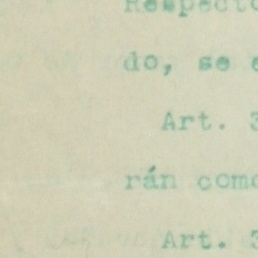 Respecto
do, se
Art. 3
rán como
Art. 3